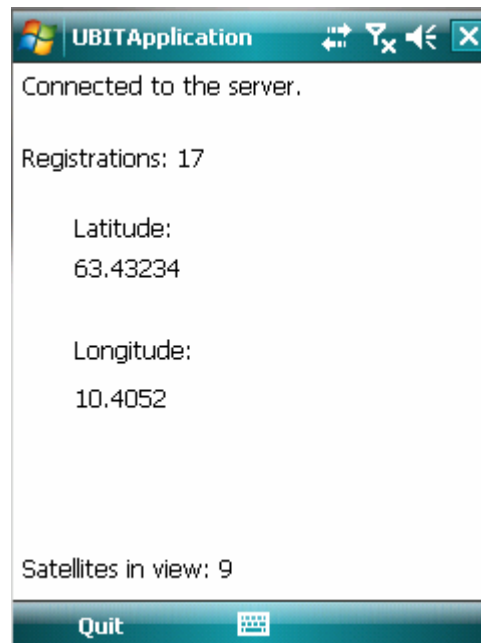 UBITApplication
Connected to the server.
Registrations: 17
Latitude:
63.43234
Longitude:
10.4052
Satellites in view: 9
Quit